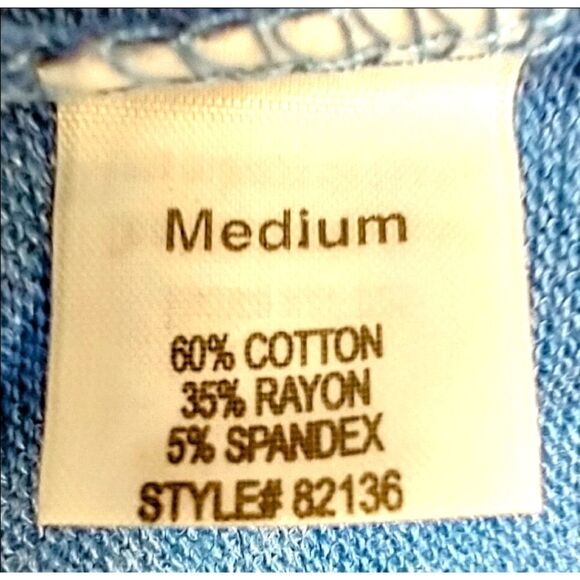 Medium
60% COTTON
35% RAYON
5% SPANDEX
STYLE# 82136